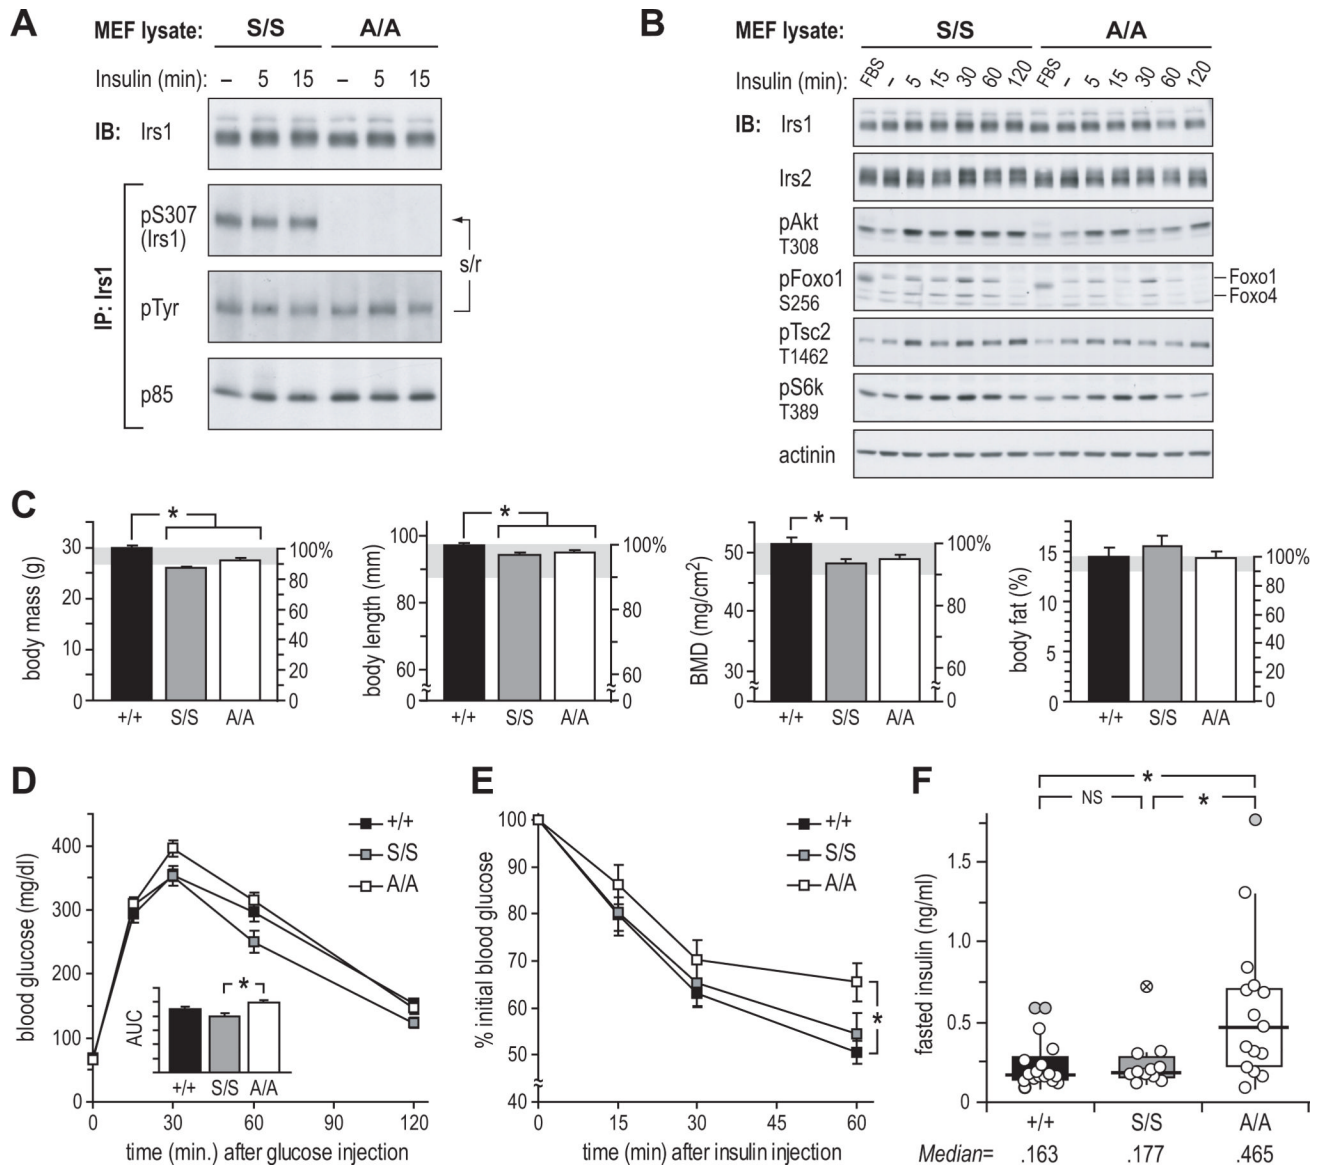 A
MEF lysate: S/S A/A
Insulin (min): – 5 15 – 5 15
IB: Irs1
IP: Irs1
pS307
(Irs1)
s/r
pTyr
p85
B
MEF lysate: S/S A/A
Insulin (min): FBS – 5 15 30 60 120 FBS – 5 15 30 60 120
IB: Irs1
Irs2
pAkt
T308
pFoxo1
S256
Foxo1
Foxo4
pTsc2
T1462
pS6k
T389
actinin
C
*
body mass (g)
30
20
10
0
100%
80
60
40
20
0
+/+ S/S A/A
*
body length (mm)
100
80
60
0
100%
80
60
0
+/+ S/S A/A
*
BMD (mg/cm2)
50
40
30
0
100%
80
60
0
+/+ S/S A/A
body fat (%)
15
10
5
0
100%
80
60
40
20
0
+/+ S/S A/A
D
blood glucose (mg/dl)
400
300
200
100
0
+/+
S/S
A/A
AUC
*
+/+ S/S A/A
0 30 60 90 120
time (min.) after glucose injection
E
% initial blood glucose
100
90
80
70
60
50
40
+/+
S/S
A/A
*
0 15 30 45 60
time (min) after insulin injection
F
*
NS *
fasted insulin (ng/ml)
1.5
1.0
0.5
0
+/+ S/S A/A
Median= .163 .177 .465